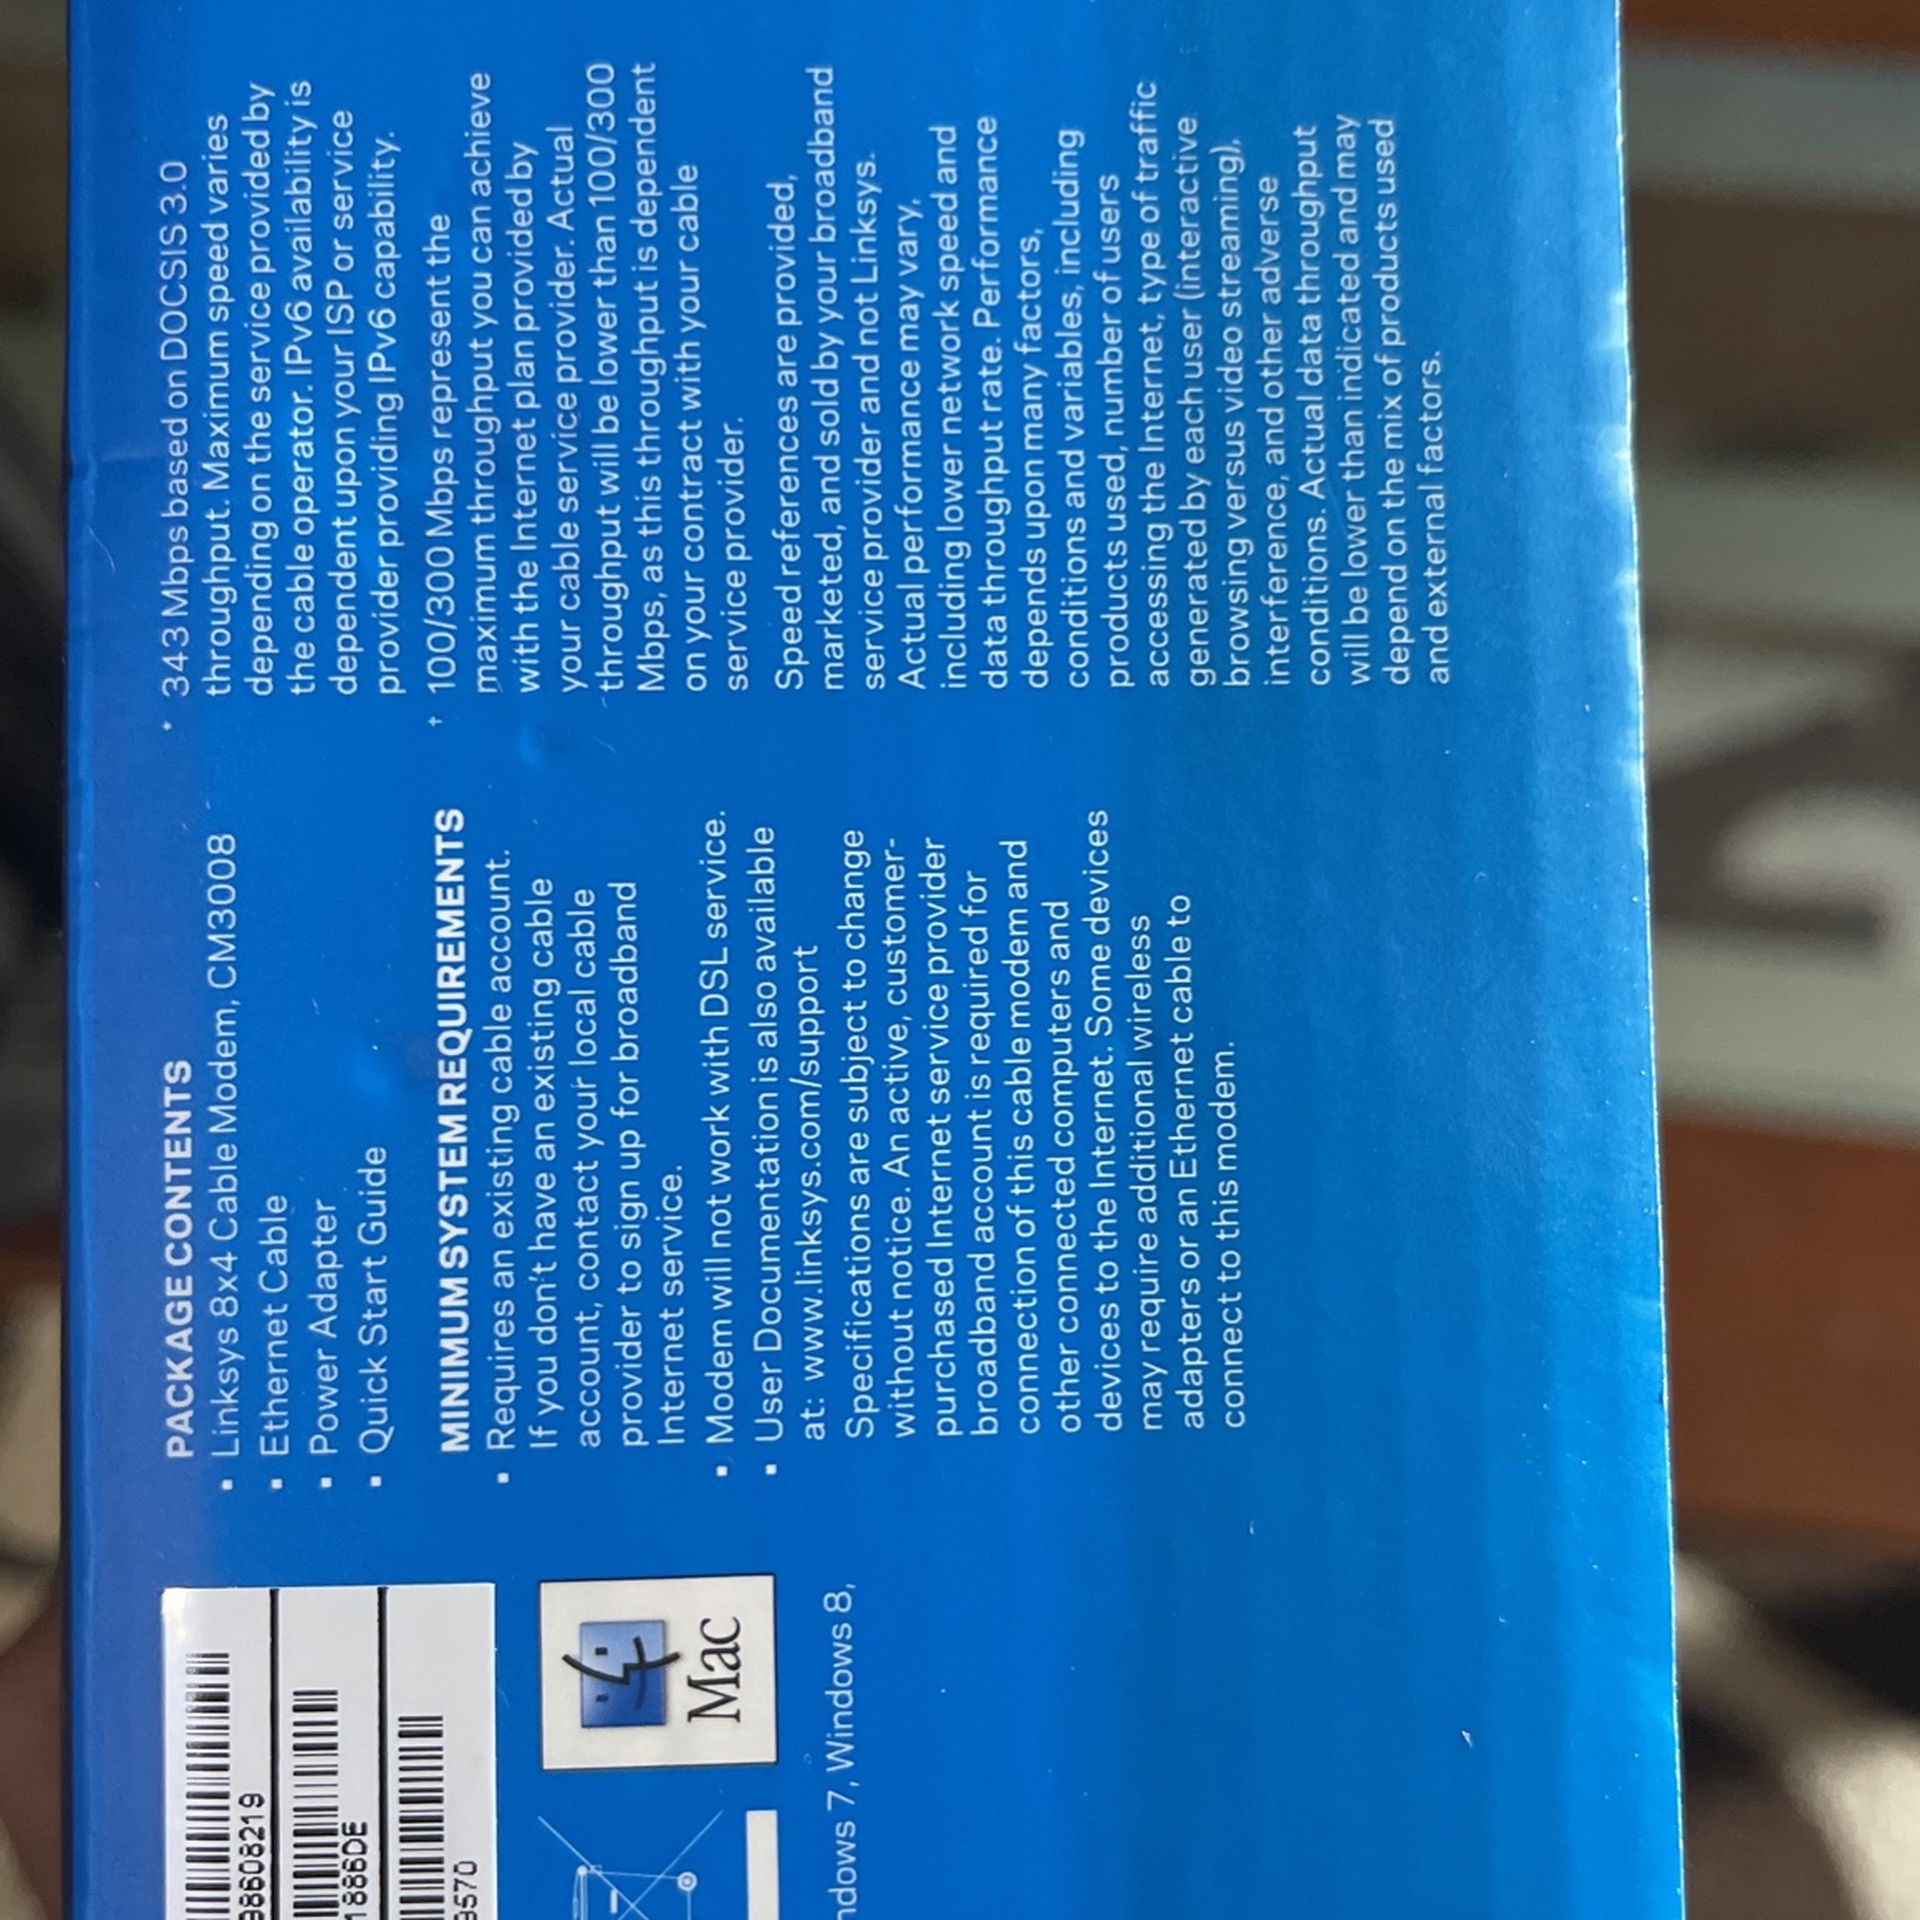 98608219
1886DE
9570
Mac
ndows 7, Windows 8,
PACKAGE CONTENTS
• Linksys 8x4 Cable Modem, CM3008
• Ethernet Cable
• Power Adapter
• Quick Start Guide
MINIMUM SYSTEM REQUIREMENTS
• Requires an existing cable account.
If you don't have an existing cable
account, contact your local cable
provider to sign up for broadband
Internet service.
• Modem will not work with DSL service.
• User Documentation is also available
at: www.linksys.com/support
Specifications are subject to change
without notice. An active, customer-
purchased Internet service provider
broadband account is required for
connection of this cable modem and
other connected computers and
devices to the Internet. Some devices
may require additional wireless
adapters or an Ethernet cable to
connect to this modem.
* 343 Mbps based on DOCSIS 3.0
throughput. Maximum speed varies
depending on the service provided by
the cable operator. IPv6 availability is
dependent upon your ISP or service
provider providing IPv6 capability.
† 100/300 Mbps represent the
maximum throughput you can achieve
with the Internet plan provided by
your cable service provider. Actual
throughput will be lower than 100/300
Mbps, as this throughput is dependent
on your contract with your cable
service provider.
Speed references are provided,
marketed, and sold by your broadband
service provider and not Linksys.
Actual performance may vary,
including lower network speed and
data throughput rate. Performance
depends upon many factors,
conditions and variables, including
products used, number of users
accessing the Internet, type of traffic
generated by each user (interactive
browsing versus video streaming),
interference, and other adverse
conditions. Actual data throughput
will be lower than indicated and may
depend on the mix of products used
and external factors.